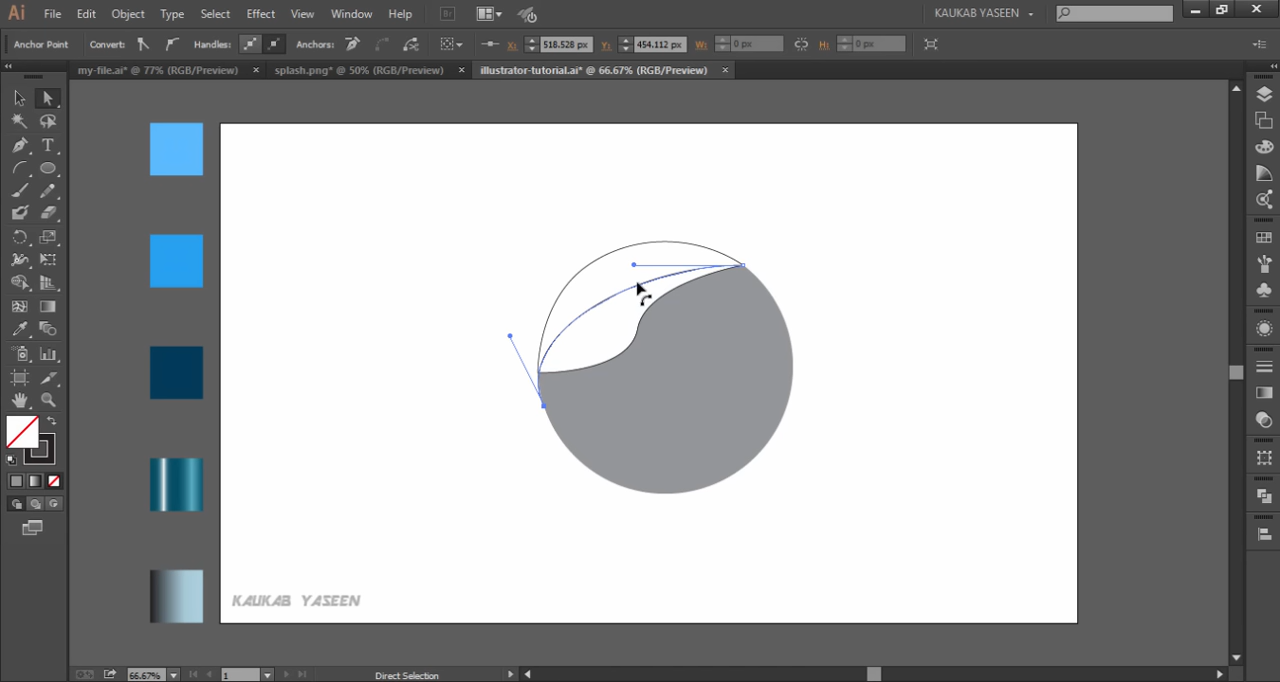 Ai File Edit Object Type Select Effect View Window Help Br KAUKAB YASEEN
Anchor Point Convert: Handles: Anchors: X: 518.528 px Y: 454.112 px W: 0 px H: 0 px
my-file.ai* @ 77% (RGB/Preview) × splash.png* @ 50% (RGB/Preview) × illustrator-tutorial.ai* @ 66.67% (RGB/Preview) ×
T
KAUKAB YASEEN
66.67% 1 Direct Selection